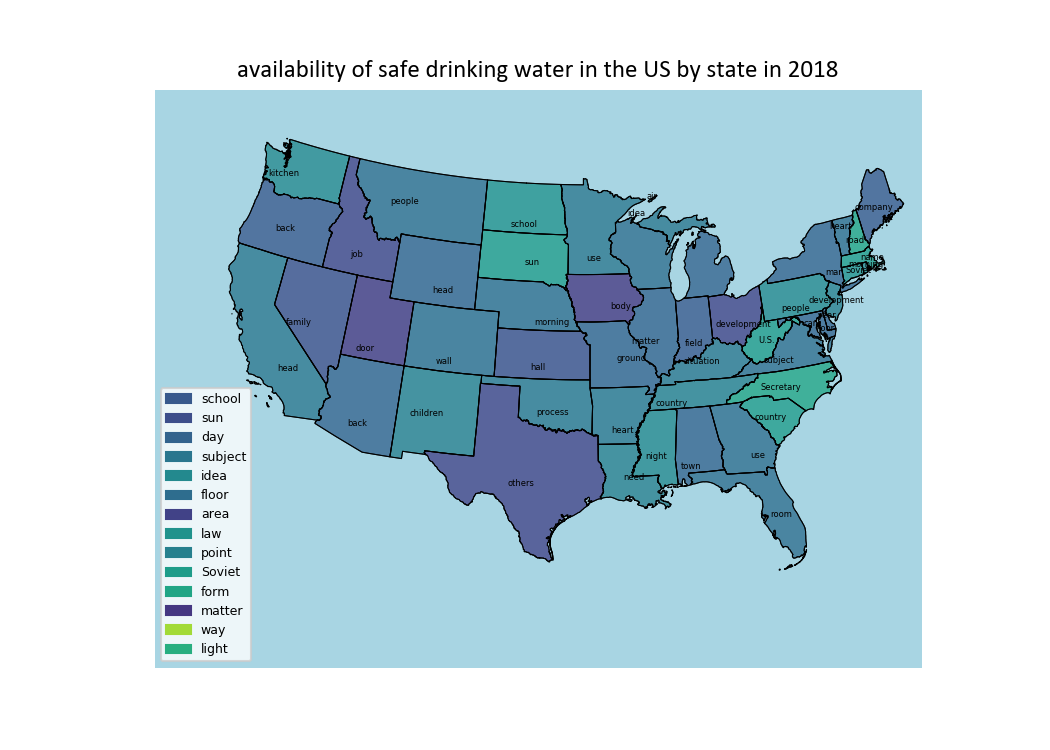 availability of safe drinking water in the US by state in 2018
kitchen
people
air
idea
company
school
back
heart
road
job
sun
use
name
morning
Soviet
man
head
body
people
development
family
morning
development
matter
field
U.S.
door
wall
hall
ground
situation
subject
head
Secretary
back
children
process
country
country
heart
night
use
town
need
others
room
school
sun
day
subject
idea
floor
area
law
point
Soviet
form
matter
way
light